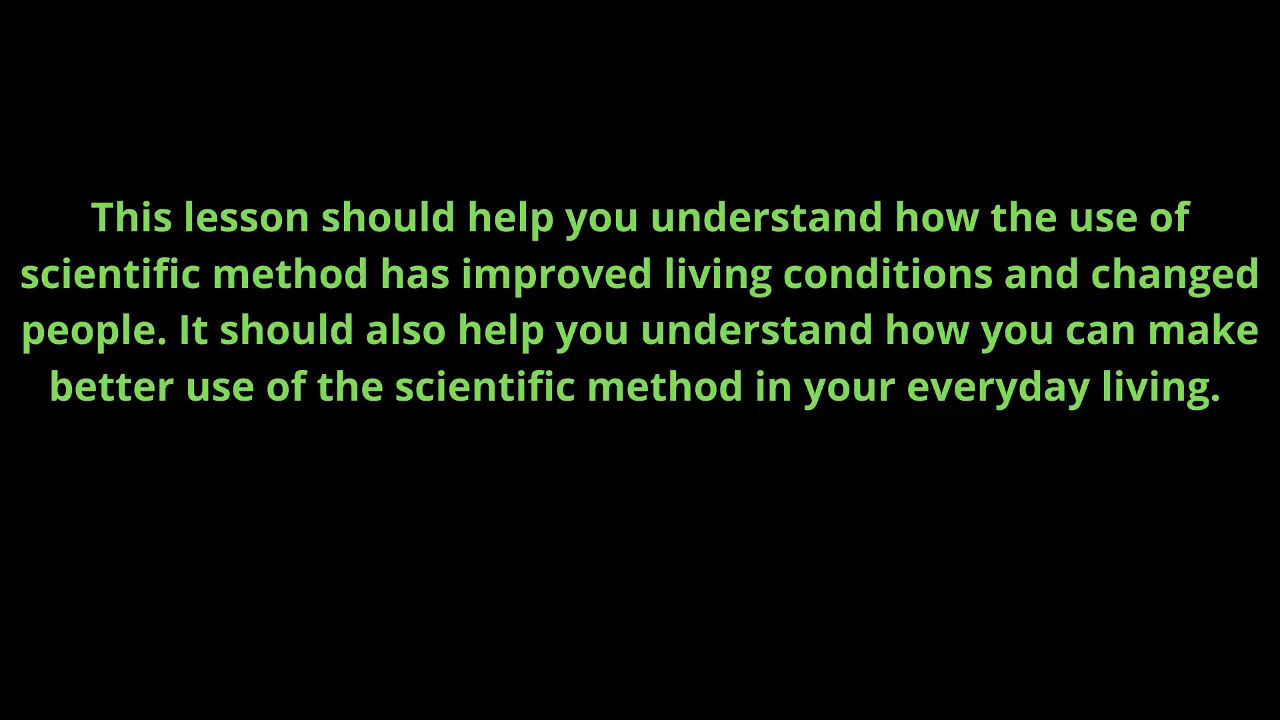 This lesson should help you understand how the use of
scientific method has improved living conditions and changed
people. It should also help you understand how you can make
better use of the scientific method in your everyday living.